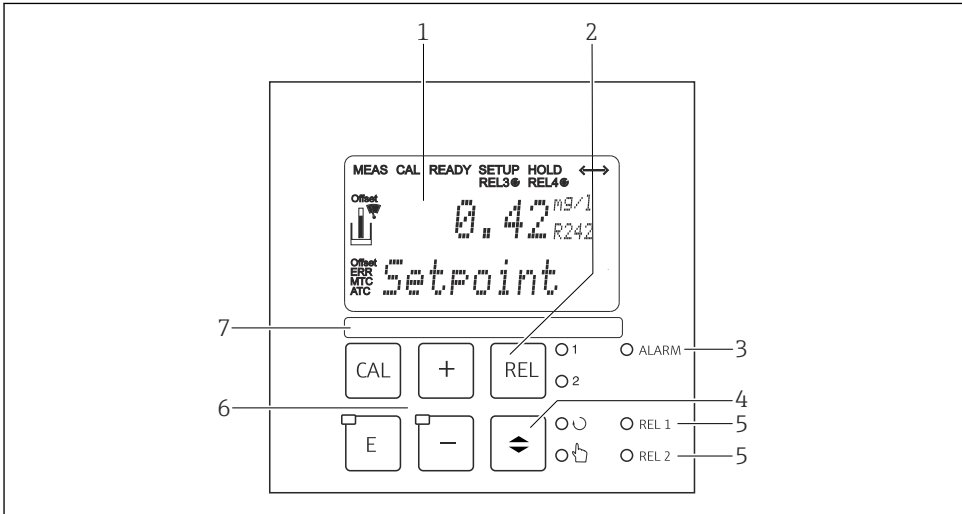 1 2
MEAS CAL READY SETUP HOLD
REL3 REL4
Offset
0.42 mg/l
R242
Offset
ERR
MTC
ATC
Setpoint
7
CAL + REL
1
2
ALARM 3
6
4
E −
REL 1 5
REL 2 5